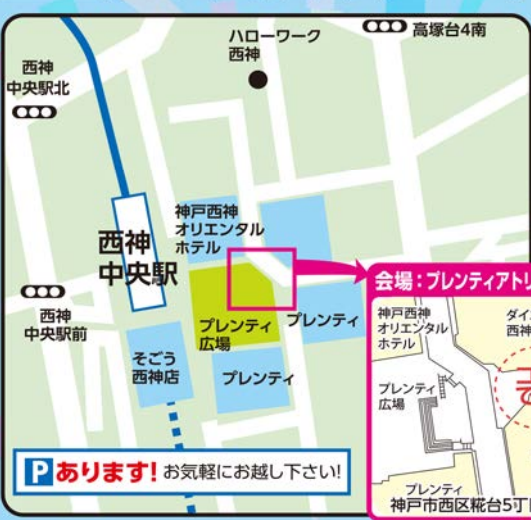 ハローワーク
西神
高塚台4南
西神
中央駅北
神戸西神
オリエンタル
ホテル
西神
中央駅
西神
中央駅前
プレンティ
広場
プレンティ
そごう
西神店
プレンティ
Pあります! お気軽にお越し下さい!
会場:プレンティアトリ
神戸西神
オリエンタル
ホテル
ダイ
西神
プレンティ
広場
プレンティ
神戸市西区糀台5丁